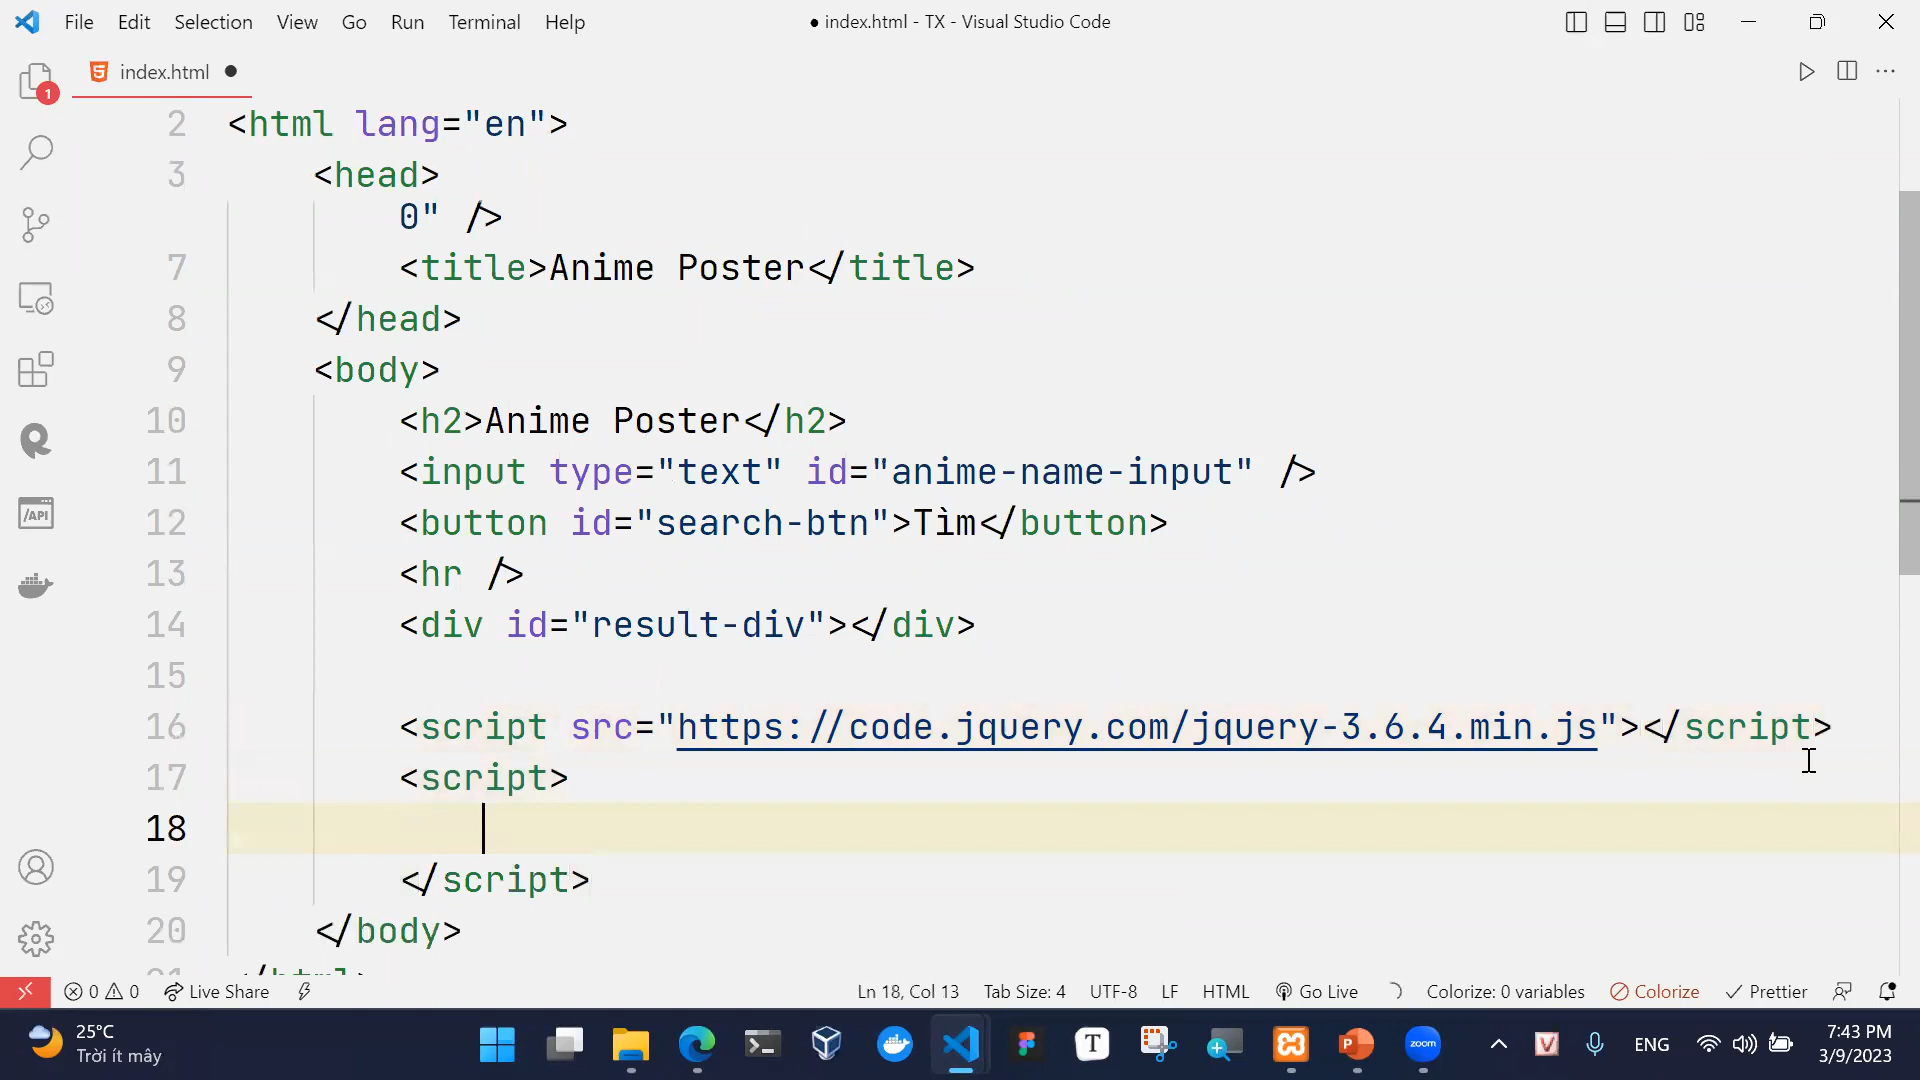 File Edit Selection View Go Run Terminal Help
● index.html - TX - Visual Studio Code
index.html ●
1
2 <html lang="en">
3 <head>
0" />
7 <title>Anime Poster</title>
8 </head>
9 <body>
10 <h2>Anime Poster</h2>
11 <input type="text" id="anime-name-input" />
12 <button id="search-btn">Tìm</button>
13 <hr />
14 <div id="result-div"></div>
15
16 <script src="https://code.jquery.com/jquery-3.6.4.min.js"></script>
17 <script>
18
19 </script>
20 </body>
21 </html>
/API
0 0 Live Share Ln 18, Col 13 Tab Size: 4 UTF-8 LF HTML Go Live Colorize: 0 variables Colorize Prettier
25°C
Trời ít mây
T
zoom
V
ENG
7:43 PM
3/9/2023